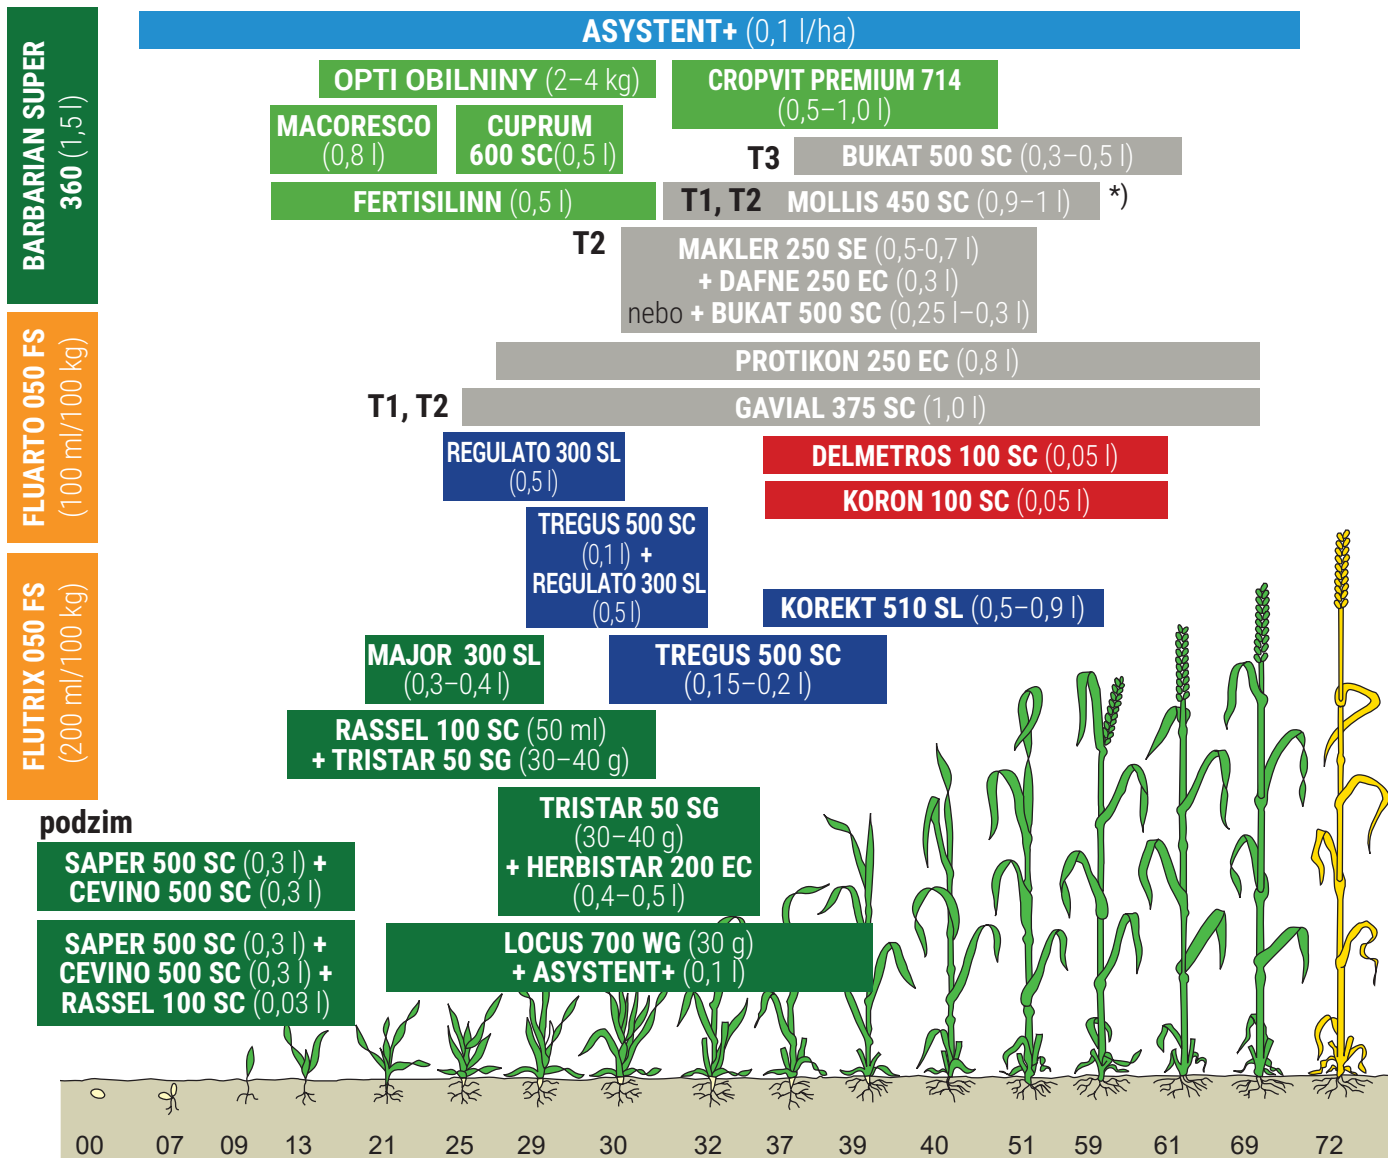 ASYSTENT+ (0,1 l/ha)
BARBARIAN SUPER
360 (1,5 l)
OPTI OBILNINY (2–4 kg)
CROPVIT PREMIUM 714
(0,5–1,0 l)
MACORESCO
(0,8 l)
CUPRUM
600 SC(0,5 l)
T3
BUKAT 500 SC (0,3–0,5 l)
FERTISILINN (0,5 l)
T1, T2 MOLLIS 450 SC (0,9–1 l)
*)
T2
MAKLER 250 SE (0,5-0,7 l)
+ DAFNE 250 EC (0,3 l)
nebo + BUKAT 500 SC (0,25 l–0,3 l)
FLUARTO 050 FS
(100 ml/100 kg)
PROTIKON 250 EC (0,8 l)
T1, T2
GAVIAL 375 SC (1,0 l)
REGULATO 300 SL
(0,5 l)
DELMETROS 100 SC (0,05 l)
KORON 100 SC (0,05 l)
TREGUS 500 SC
(0,1 l) +
REGULATO 300 SL
(0,5 l)
FLUTRIX 050 FS
(200 ml/100 kg)
KOREKT 510 SL (0,5–0,9 l)
MAJOR 300 SL
(0,3–0,4 l)
TREGUS 500 SC
(0,15–0,2 l)
RASSEL 100 SC (50 ml)
+ TRISTAR 50 SG (30–40 g)
TRISTAR 50 SG
(30–40 g)
+ HERBISTAR 200 EC
(0,4–0,5 l)
podzim
SAPER 500 SC (0,3 l) +
CEVINO 500 SC (0,3 l)
SAPER 500 SC (0,3 l) +
CEVINO 500 SC (0,3 l) +
RASSEL 100 SC (0,03 l)
LOCUS 700 WG (30 g)
+ ASYSTENT+ (0,1 l)
00 07 09 13 21 25 29 30 32 37 39 40 51 59 61 69 72